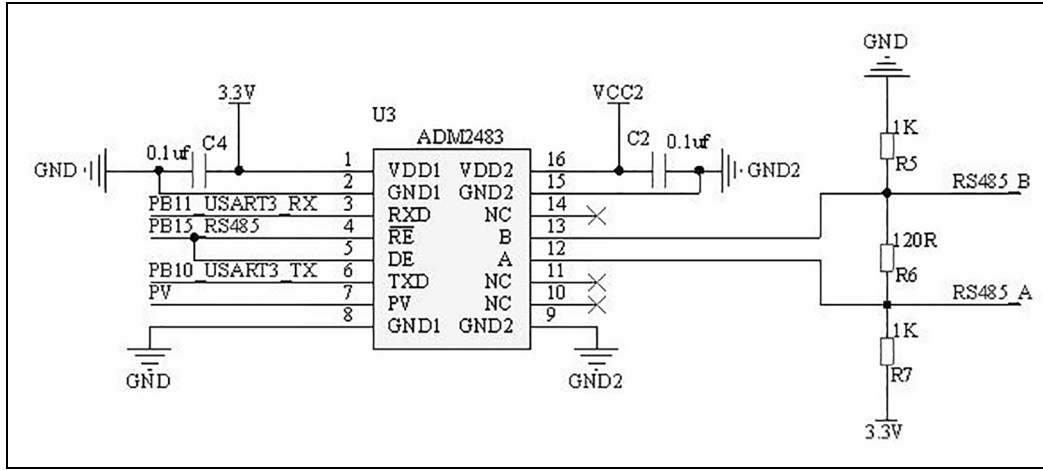 GND
3.3V
VCC2
U3
ADM2483
0.1uf C4
C2 0.1uf
1K
R5
GND
GND2
1 VDD1 VDD2 16
2 GND1 GND2 15
PB11_USART3_RX 3 RXD NC 14
PB15_RS485 4 RE B 13
5 DE A 12
PB10_USART3_TX 6 TXD NC 11
PV 7 PV NC 10
8 GND1 GND2 9
RS485_B
120R
R6
RS485_A
1K
R7
GND
GND2
3.3V